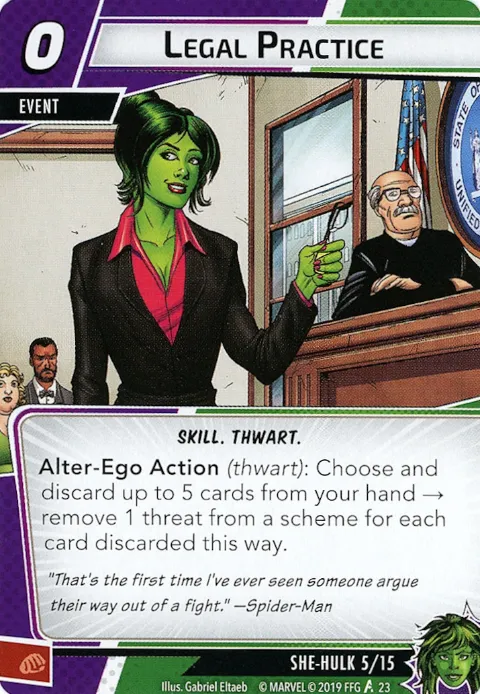 0
LEGAL PRACTICE
EVENT
STATE OF
UNIFIED
SKILL. THWART.
Alter-Ego Action (thwart): Choose and
discard up to 5 cards from your hand →
remove 1 threat from a scheme for each
card discarded this way.
"That's the first time I've ever seen someone argue
their way out of a fight." —Spider-Man
SHE-HULK 5/15
Illus. Gabriel Eltaeb © MARVEL © 2019 FFG 23